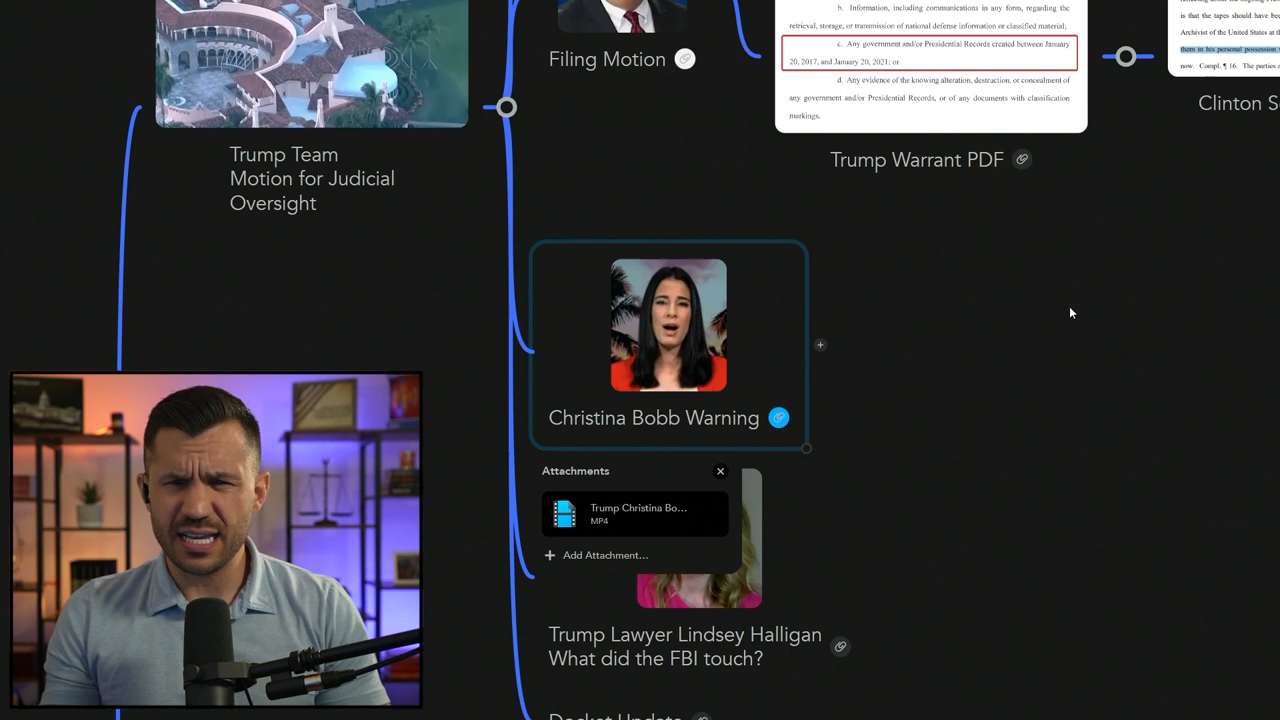 Filing Motion
b. Information, including communications in any form, regarding the
retrieval, storage, or transmission of national defense information or classified material;
c. Any government and/or Presidential Records created between January
20, 2017, and January 20, 2021; or
d. Any evidence of the knowing alteration, destruction, or concealment of
any government and/or Presidential Records, or of any documents with classification
markings.
is that the tapes should have be
Archivist of the United States at t
them in his personal possession
now. Compl. ¶ 16. The parties a
Clinton S
Trump Warrant PDF
Trump Team
Motion for Judicial
Oversight
Christina Bobb Warning
Attachments
Trump Christina Bo...
MP4
Add Attachment...
Trump Lawyer Lindsey Halligan
What did the FBI touch?
Docket Update